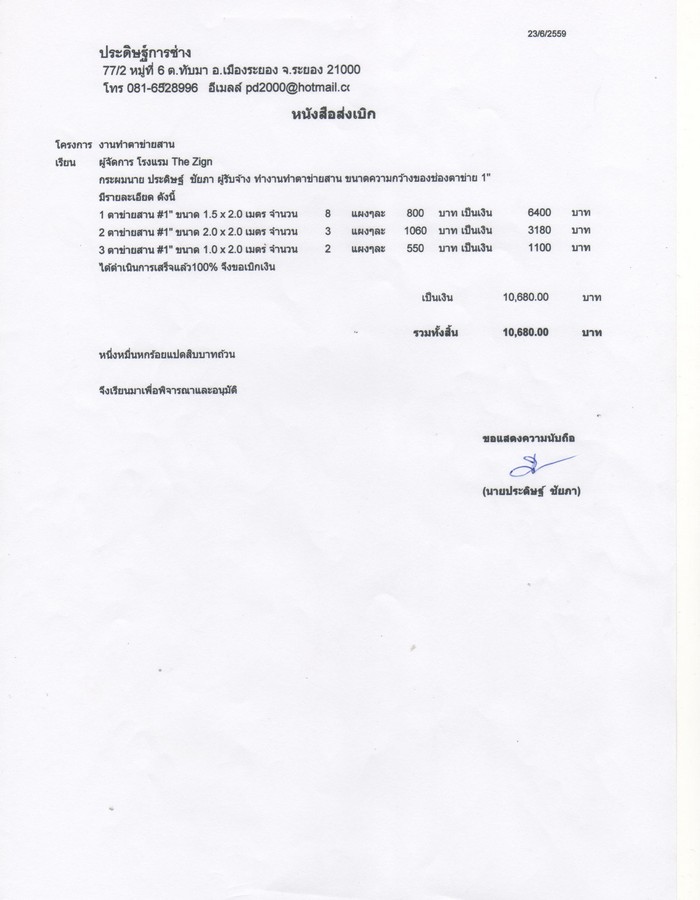 23/6/2559
ประดิษฐ์การช่าง
77/2 หมู่ที่ 6 ต.ทับมา อ.เมืองระยอง จ.ระยอง 21000
โทร 081-6528996 อีเมลล์ pd2000@hotmail.cc
หนังสือส่งเบิก
โครงการ งานทำตาข่ายสาน
เรียน ผู้จัดการ โรงแรม The Zign
กระผมนาย ประดิษฐ์ ชัยภา ผู้รับจ้าง ทำงานทำตาข่ายสาน ขนาดความกว้างของช่องตาข่าย 1"
มีรายละเอียด ดังนี้
1 ตาข่ายสาน #1" ขนาด 1.5 x 2.0 เมตร จำนวน 8 แผงๆละ 800 บาท เป็นเงิน 6400 บาท
2 ตาข่ายสาน #1" ขนาด 2.0 x 2.0 เมตร จำนวน 3 แผงๆละ 1060 บาท เป็นเงิน 3180 บาท
3 ตาข่ายสาน #1" ขนาด 1.0 x 2.0 เมตร จำนวน 2 แผงๆละ 550 บาท เป็นเงิน 1100 บาท
ได้ดำเนินการเสร็จแล้ว100% จึงขอเบิกเงิน
เป็นเงิน 10,680.00 บาท
รวมทั้งสิ้น 10,680.00 บาท
หนึ่งหมื่นหกร้อยแปดสิบบาทถ้วน
จึงเรียนมาเพื่อพิจารณาและอนุมัติ
ขอแสดงความนับถือ
(นายประดิษฐ์ ชัยภา)